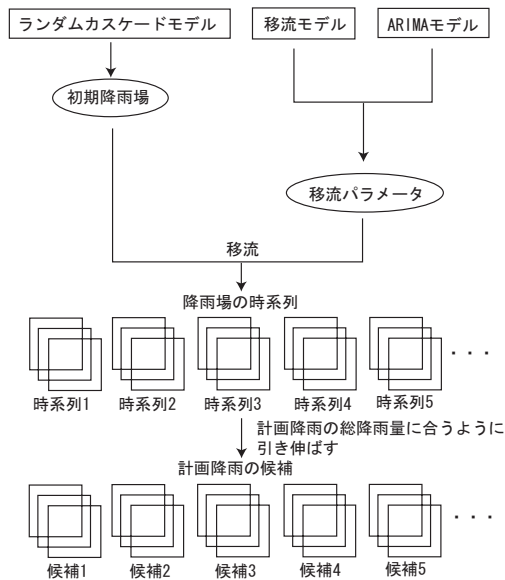 ランダムカスケードモデル
移流モデル
ARIMAモデル
初期降雨場
移流パラメータ
移流
降雨場の時系列
時系列1
時系列2
時系列3
時系列4
時系列5
・・・
計画降雨の総降雨量に合うように
引き伸ばす
計画降雨の候補
候補1
候補2
候補3
候補4
候補5
・・・